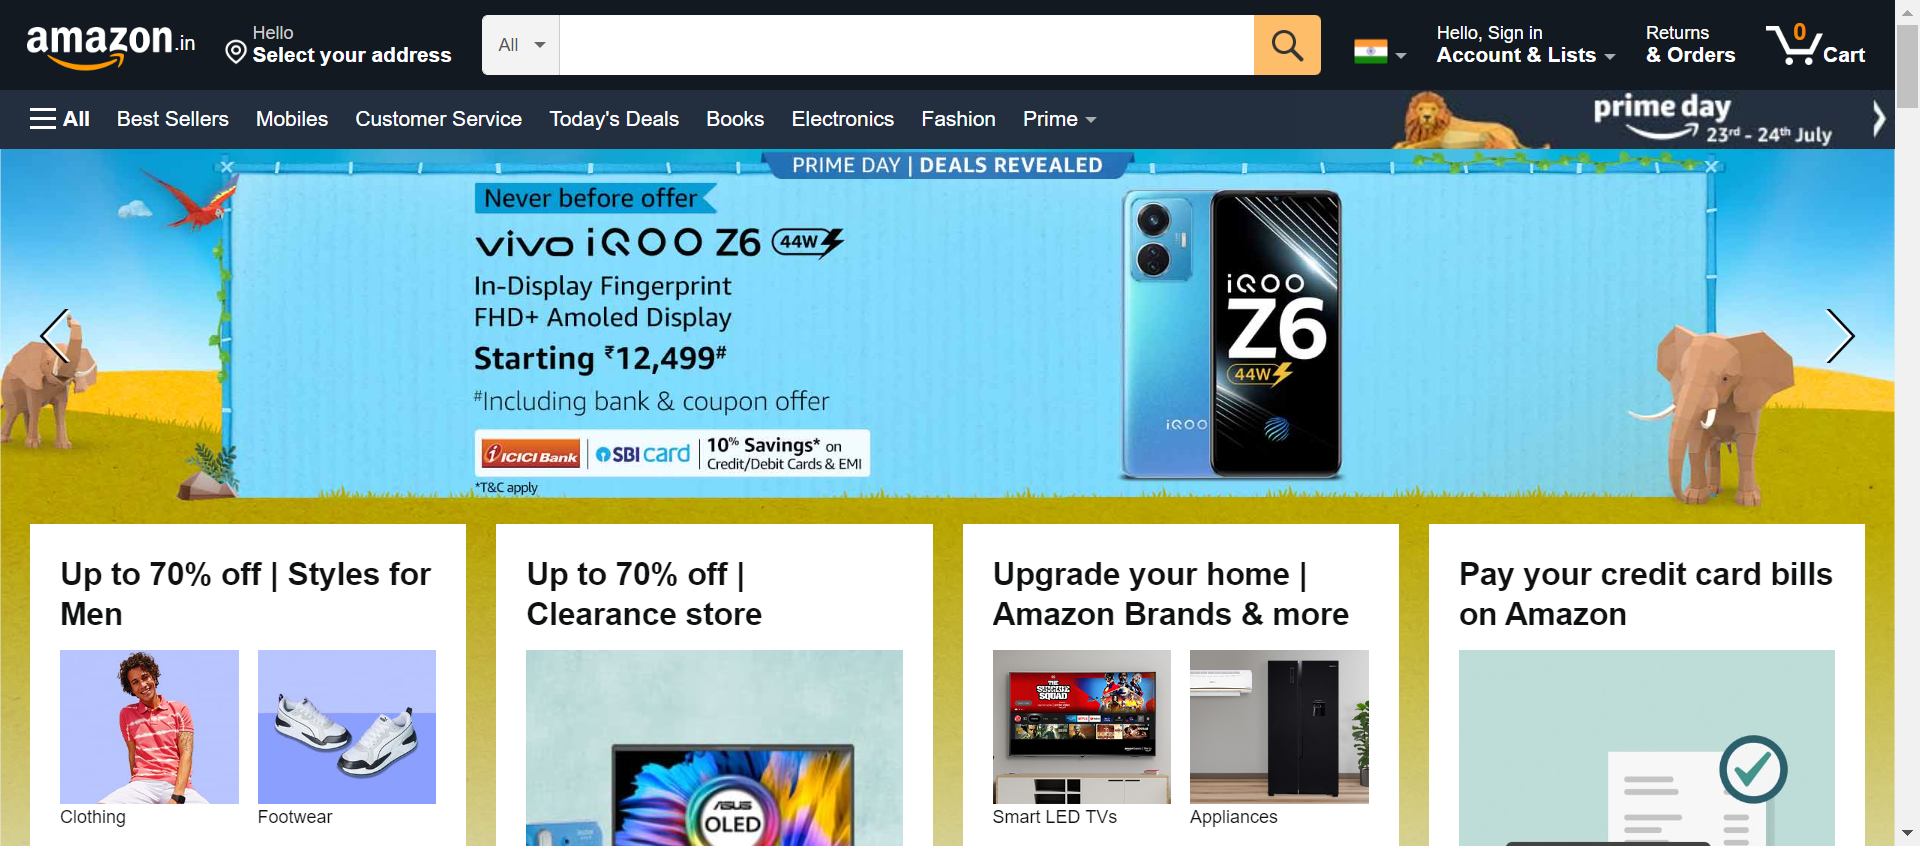 amazon.in
Hello
Select your address
All
Hello, Sign in
Account & Lists
Returns
& Orders
0
Cart
All
Best Sellers
Mobiles
Customer Service
Today's Deals
Books
Electronics
Fashion
Prime
prime day
23rd - 24th July
PRIME DAY | DEALS REVEALED
Never before offer
vivo iQOO Z6 44W
In-Display Fingerprint
FHD+ Amoled Display
Starting ₹12,499#
#Including bank & coupon offer
ICICI Bank
SBI card
10% Savings* on
Credit/Debit Cards & EMI
*T&C apply
iQOO
iQOO
Z6
44W
Up to 70% off | Styles for
Men
Clothing
Footwear
Up to 70% off |
Clearance store
ASUS
OLED
Upgrade your home |
Amazon Brands & more
THE
SUICIDE
SQUAD
Smart LED TVs
Appliances
Pay your credit card bills
on Amazon